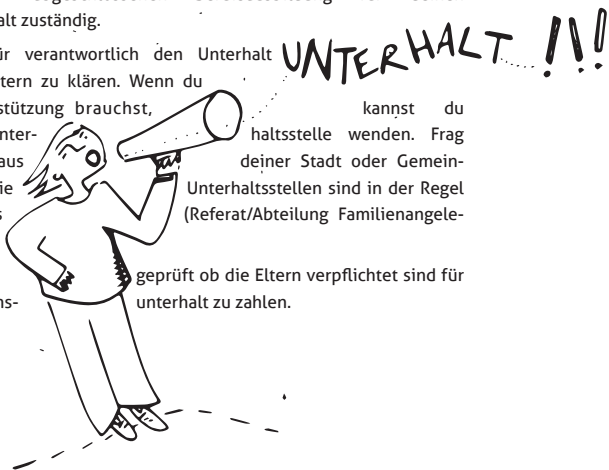 alt zuständig.
für verantwortlich den Unterhalt
tern zu klären. Wenn du
stützung brauchst, kannst du
nter- haltsstelle wenden. Frag
aus deiner Stadt oder Gemein-
ie Unterhaltsstellen sind in der Regel
s (Referat/Abteilung Familienangele-
geprüft ob die Eltern verpflichtet sind für
ns- unterhalt zu zahlen.
UNTERHALT...!!!